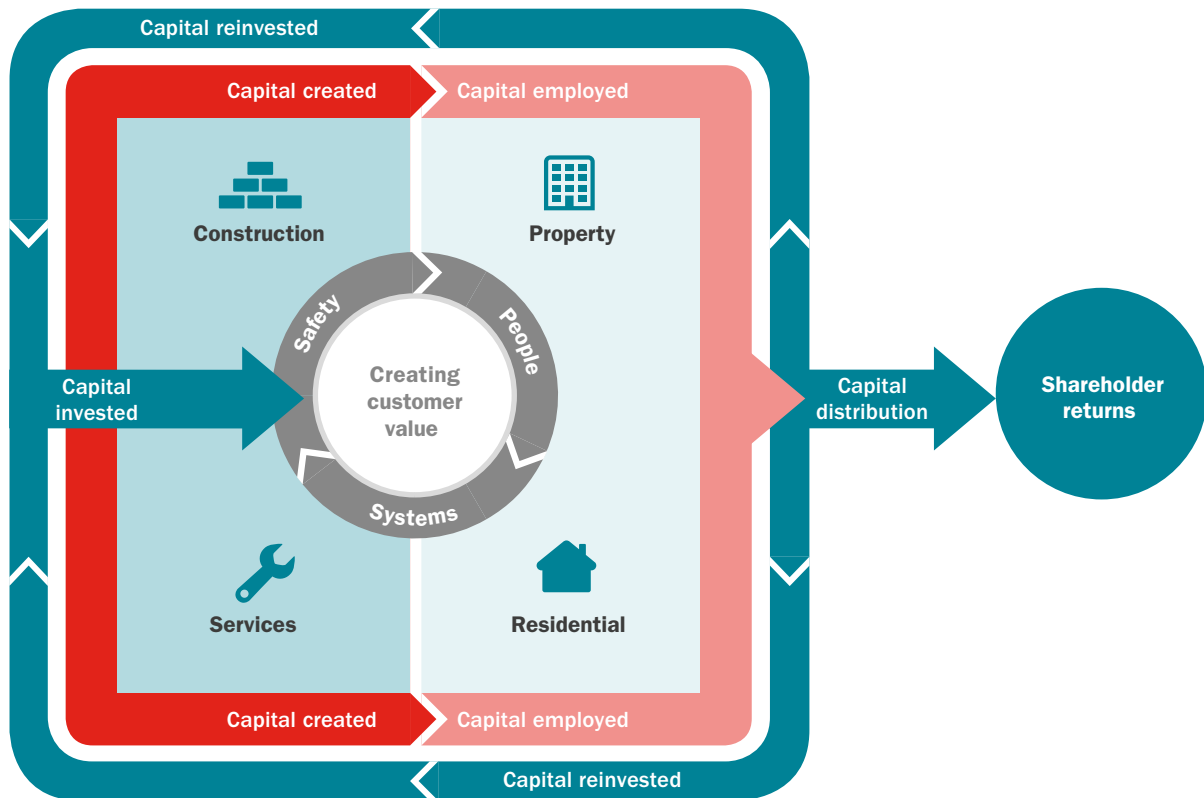 Capital reinvested
Capital created
Capital employed
Construction
Property
Safety
People
Creating
customer
value
Capital
invested
Capital
distribution
Shareholder
returns
Systems
Services
Residential
Capital created
Capital employed
Capital reinvested